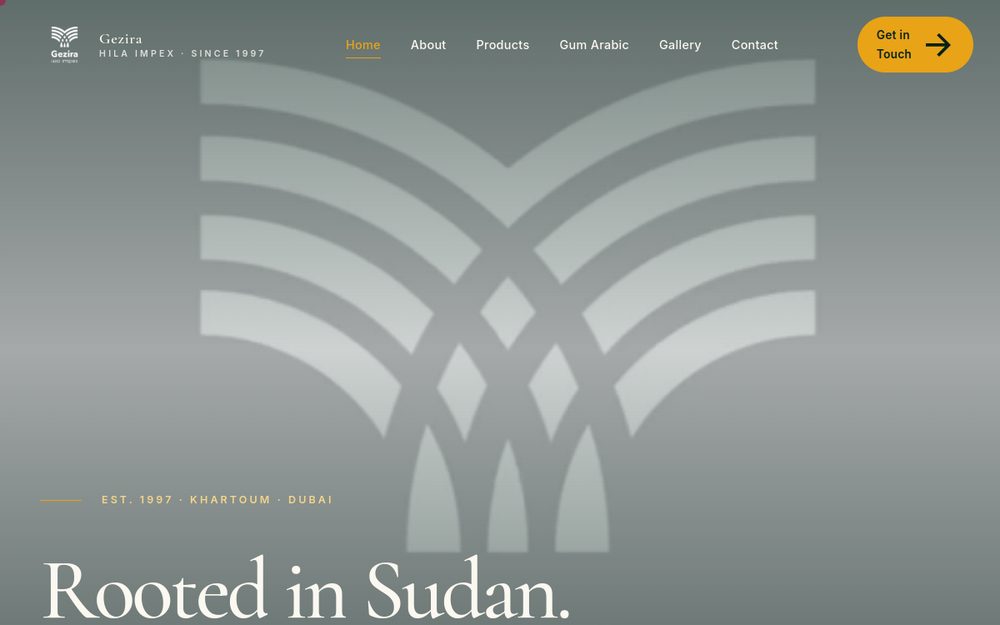 Gezira
Gezira
HILA IMPEX · SINCE 1997
Home
About
Products
Gum Arabic
Gallery
Contact
Get in
Touch
EST. 1997 · KHARTOUM · DUBAI
Rooted in Sudan.